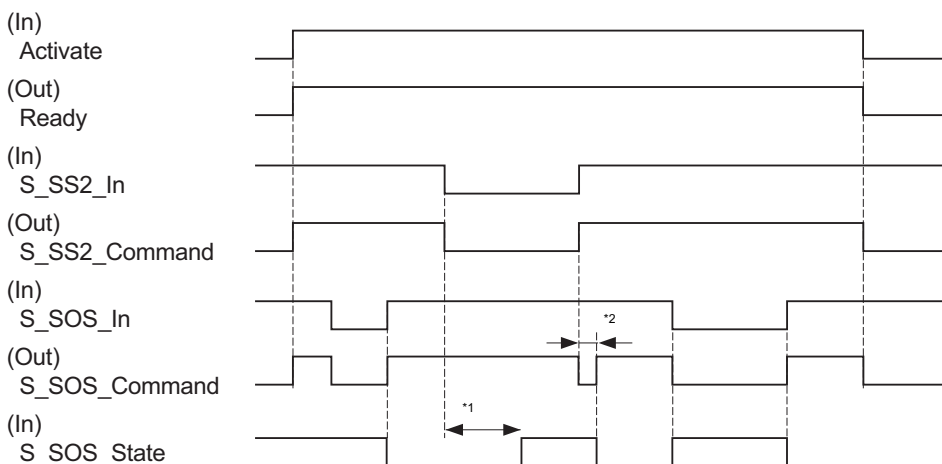 (In)
Activate
(Out)
Ready
(In)
S_SS2_In
(Out)
S_SS2_Command
(In)
S_SOS_In
*2
(Out)
S_SOS_Command
*1
(In)
S_SOS_State